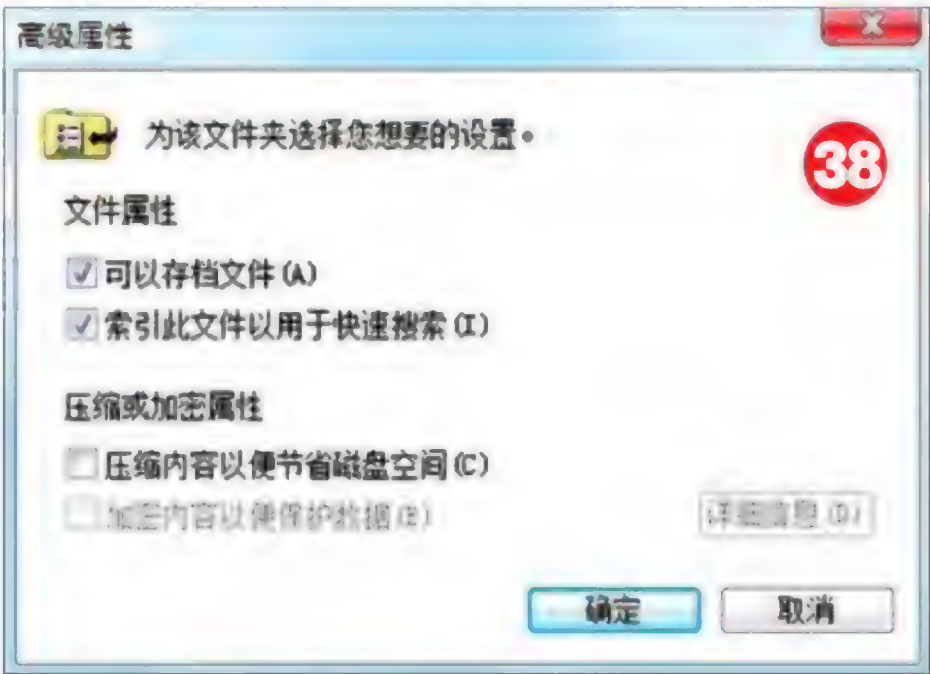 高级属性
为该文件夹选择您想要的设置。
38
文件属性
可以存档文件(A)
索引此文件以用于快速搜索(I)
压缩或加密属性
压缩内容以便节省磁盘空间(C)
加密内容以便保护数据(E)
详细信息(D)
确定
取消